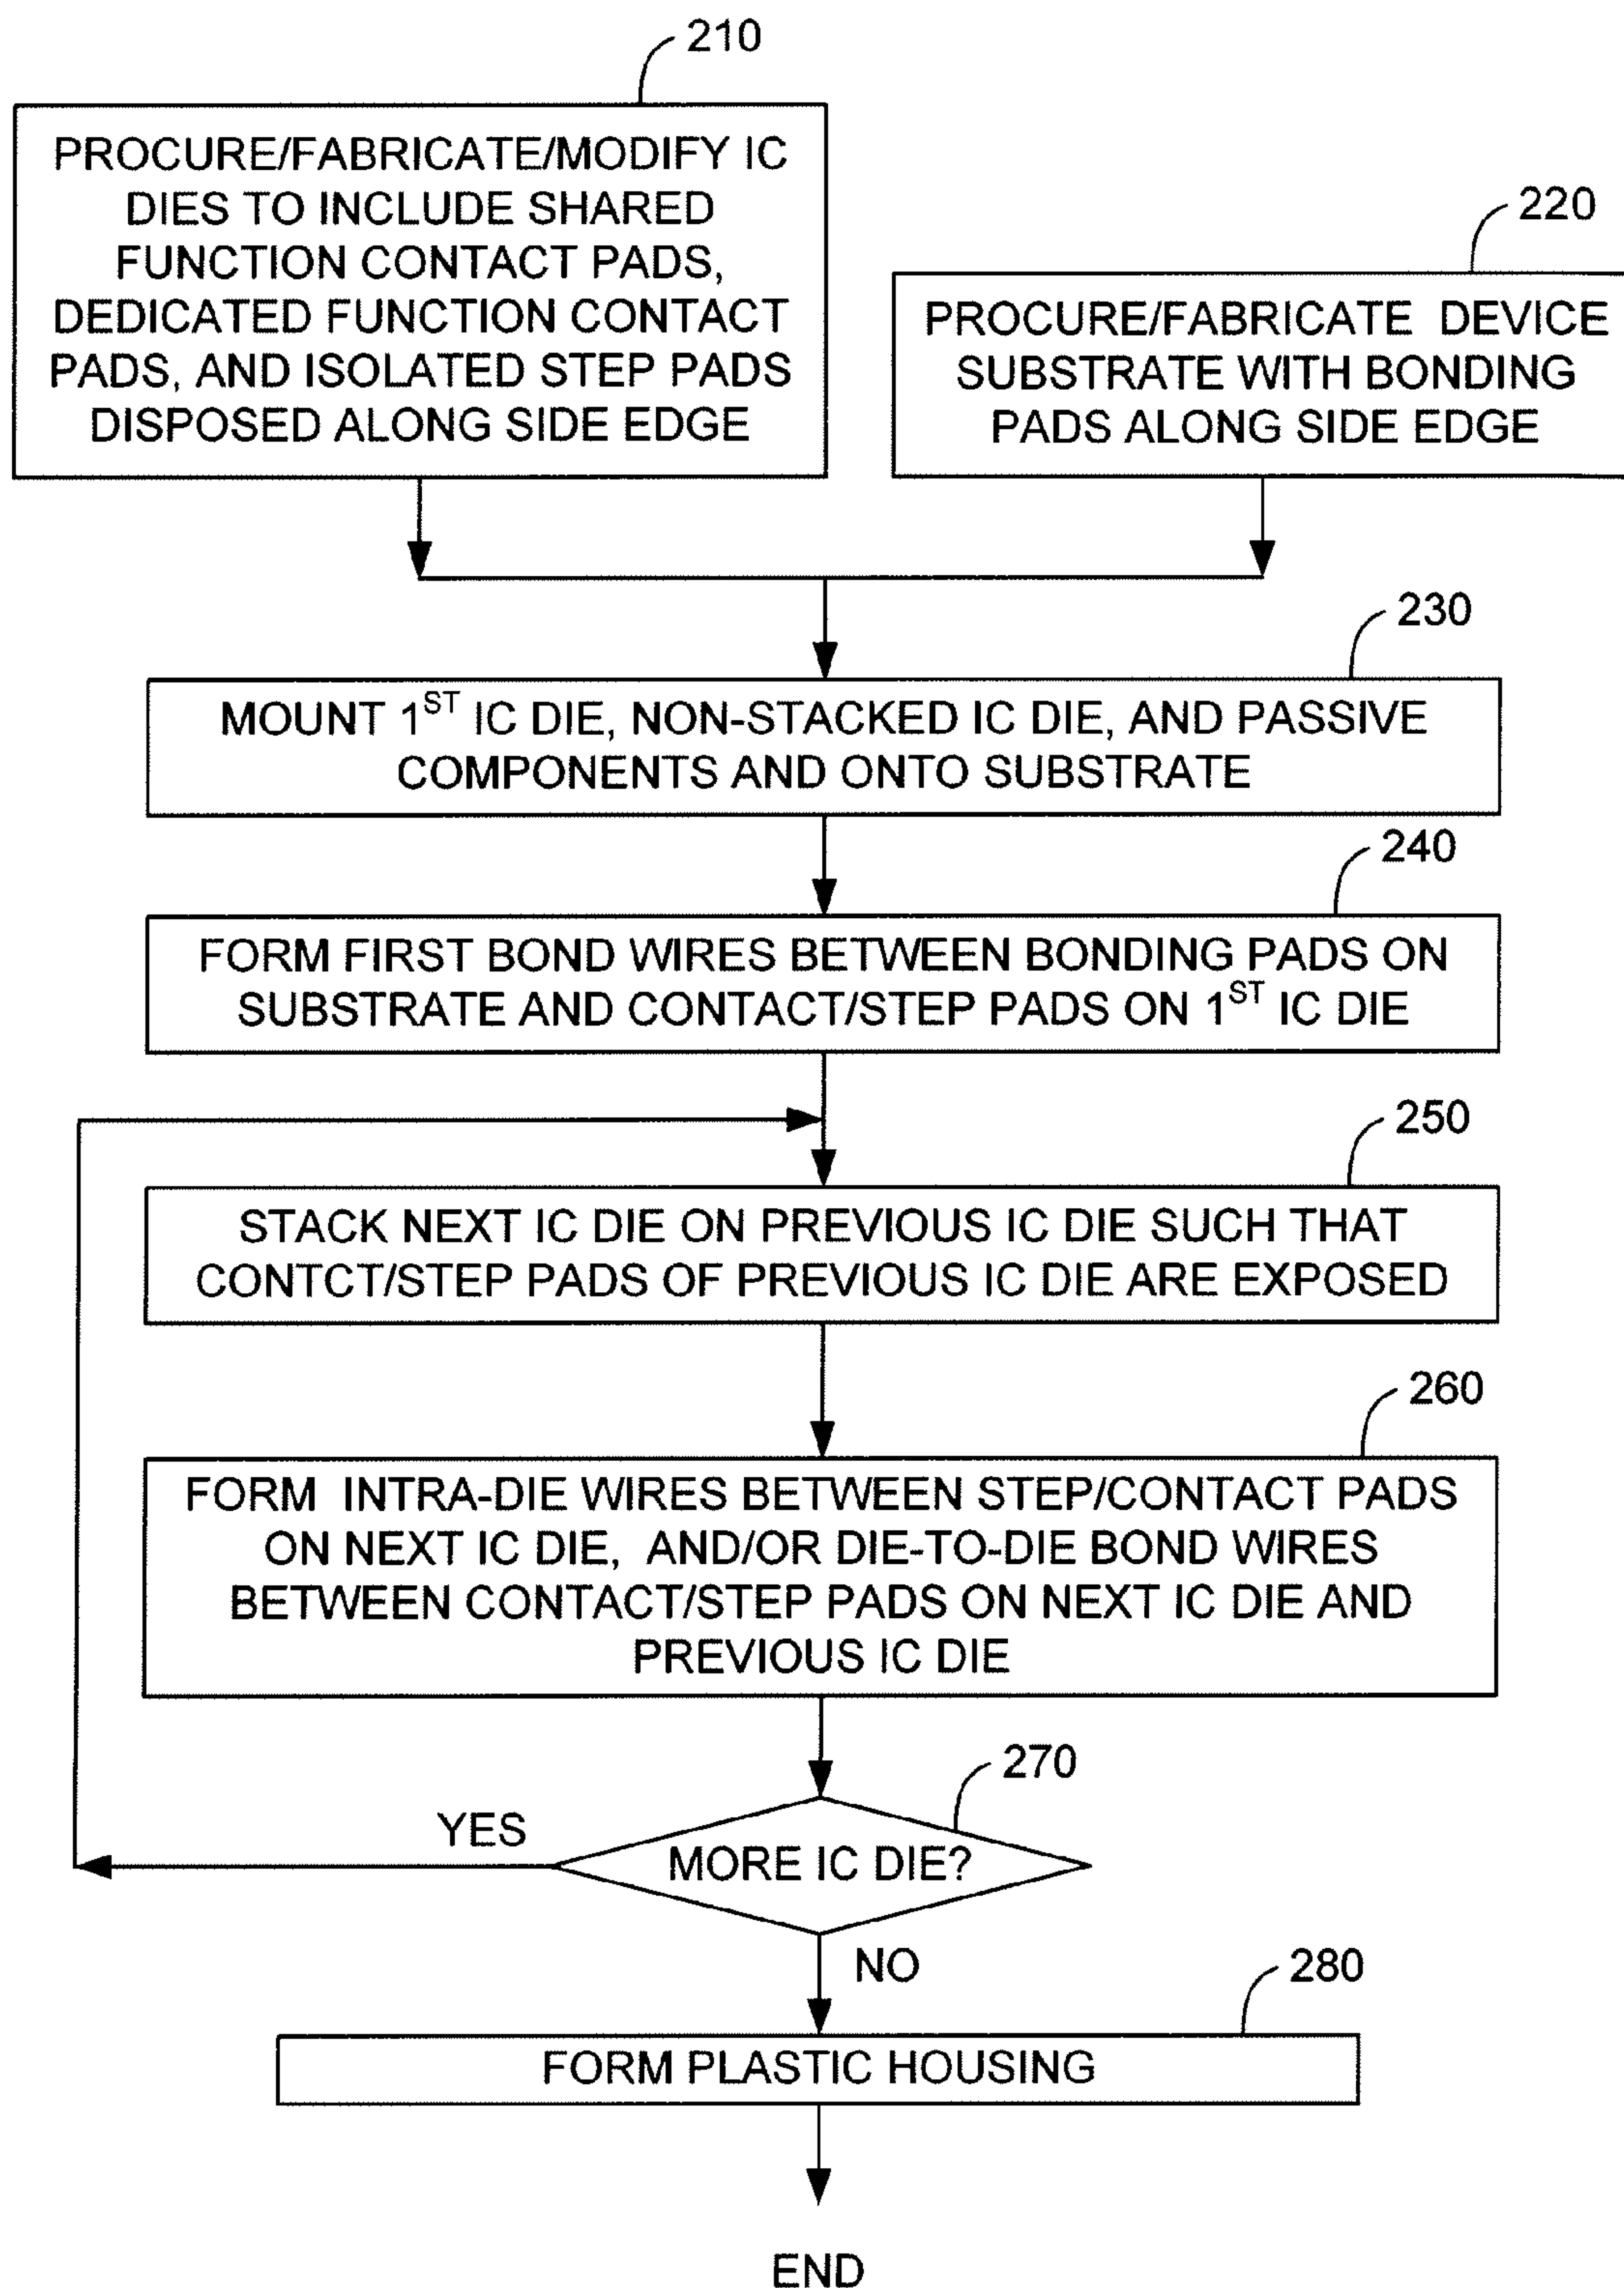 210
PROCURE/FABRICATE/MODIFY IC
DIES TO INCLUDE SHARED
FUNCTION CONTACT PADS,
DEDICATED FUNCTION CONTACT
PADS, AND ISOLATED STEP PADS
DISPOSED ALONG SIDE EDGE
220
PROCURE/FABRICATE DEVICE
SUBSTRATE WITH BONDING
PADS ALONG SIDE EDGE
230
MOUNT 1ST IC DIE, NON-STACKED IC DIE, AND PASSIVE
COMPONENTS AND ONTO SUBSTRATE
240
FORM FIRST BOND WIRES BETWEEN BONDING PADS ON
SUBSTRATE AND CONTACT/STEP PADS ON 1ST IC DIE
250
STACK NEXT IC DIE ON PREVIOUS IC DIE SUCH THAT
CONTCT/STEP PADS OF PREVIOUS IC DIE ARE EXPOSED
260
FORM INTRA-DIE WIRES BETWEEN STEP/CONTACT PADS
ON NEXT IC DIE, AND/OR DIE-TO-DIE BOND WIRES
BETWEEN CONTACT/STEP PADS ON NEXT IC DIE AND
PREVIOUS IC DIE
270
YES
MORE IC DIE?
NO
280
FORM PLASTIC HOUSING
END